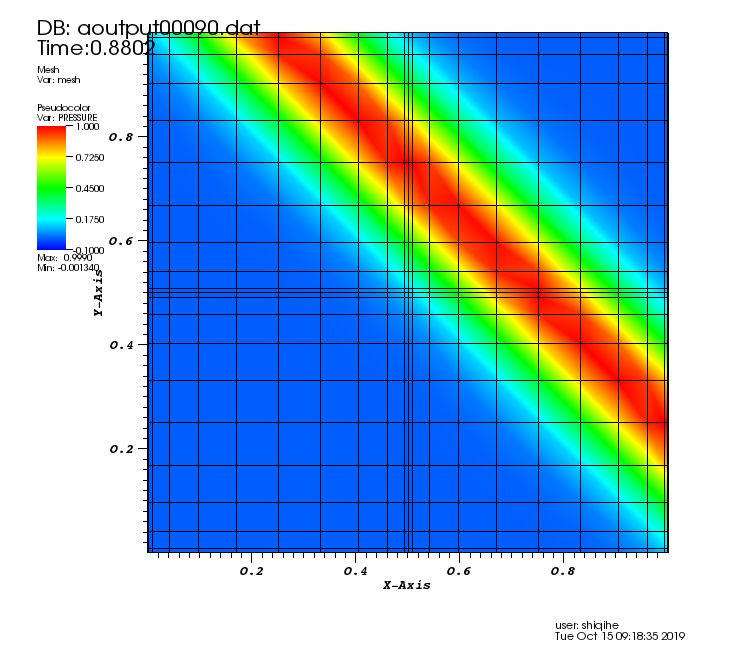 DB: aoutput00090.dat
Time:0.8802
Mesh
Var: mesh
Pseudocolor
Var: PRESSURE
1.000
0.7250
0.4500
0.1750
-0.1000
Max: 0.9990
Min: -0.001340
Y-Axis
0.8
0.6
0.4
0.2
0.2 0.4 0.6 0.8
X-Axis
user: shiqihe
Tue Oct 15 09:18:35 2019